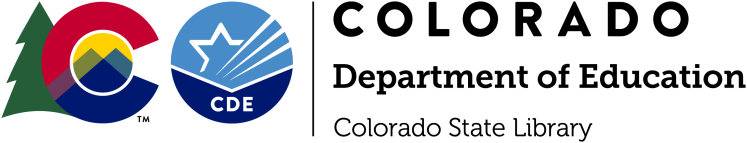 TM
CDE
COLORADO
Department of Education
Colorado State Library